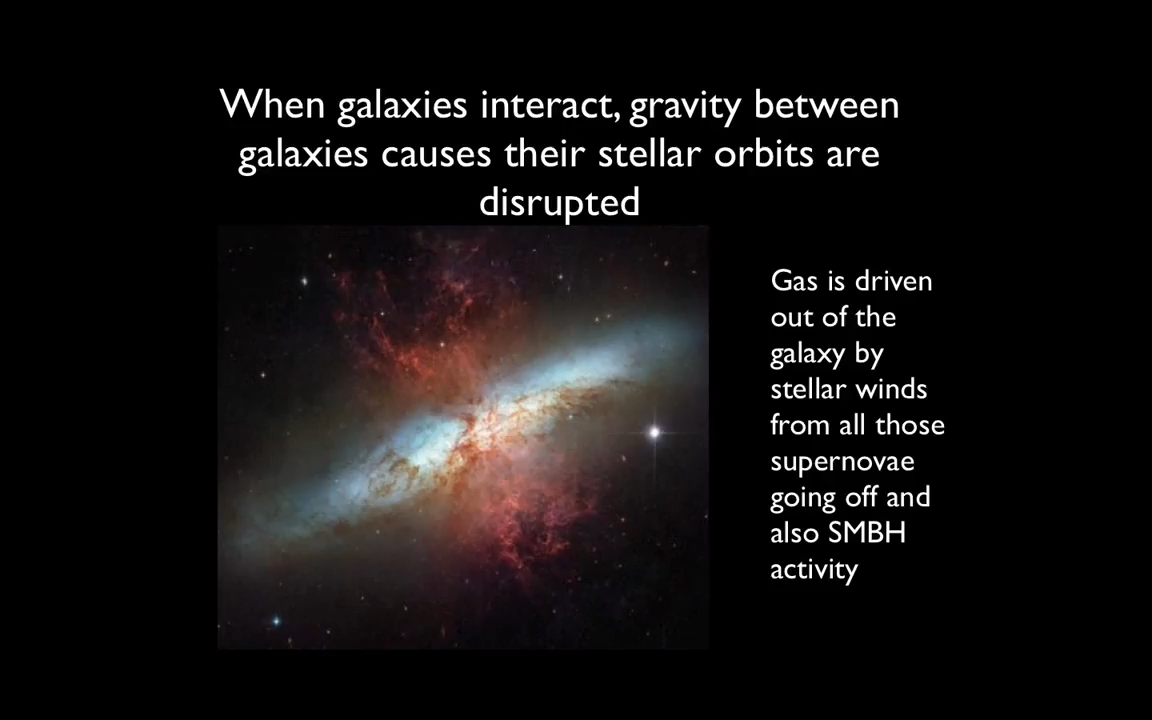 When galaxies interact, gravity between
galaxies causes their stellar orbits are
disrupted
Gas is driven
out of the
galaxy by
stellar winds
from all those
supernovae
going off and
also SMBH
activity